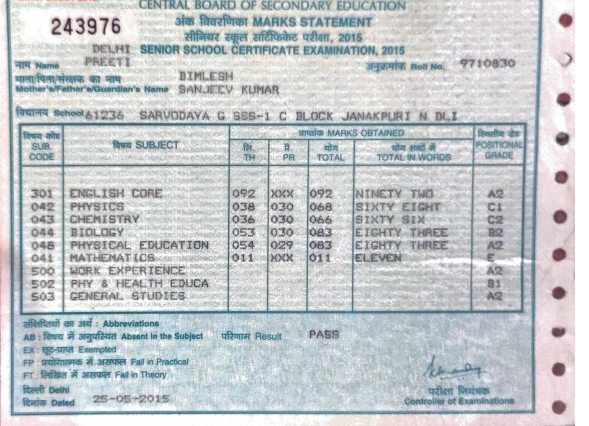 CENTRAL BOARD OF SECONDARY EDUCATION
243976 अंक विवरणिका MARKS STATEMENT
सीनियर स्कूल सर्टिफिकेट परीक्षा, 2015
DELHI SENIOR SCHOOL CERTIFICATE EXAMINATION, 2015
नाम Name PREETI अनुक्रमांक Roll No. 9710830
माता/पिता/संरक्षक का नाम BIMLESH
Mother's/Father's/Guardian's Name SANJEEV KUMAR
विद्यालय School 61236 SARVODAYA G SSS-1 C BLOCK JANAKPURI N DLI
विषय कोड SUB. CODE विषय SUBJECT प्राप्तांक MARKS OBTAINED स्थितीय ग्रेड POSITIONAL GRADE
लि. TH प्रै. PR योग TOTAL योग शब्दों में TOTAL IN WORDS
301 ENGLISH CORE 092 XXX 092 NINETY TWO A2
042 PHYSICS 038 030 068 SIXTY EIGHT C1
043 CHEMISTRY 036 030 066 SIXTY SIX C2
044 BIOLOGY 053 030 083 EIGHTY THREE B2
048 PHYSICAL EDUCATION 054 029 083 EIGHTY THREE A2
041 MATHEMATICS 011 XXX 011 ELEVEN E
500 WORK EXPERIENCE A2
502 PHY & HEALTH EDUCA B1
503 GENERAL STUDIES A2
संक्षिप्तियों का अर्थ : Abbreviations
AB : विषय में अनुपस्थित Absent in the Subject परिणाम Result PASS
EX : छूट-प्राप्त Exempted
FP : प्रयोगात्मक में असफल Fail in Practical
FT : लिखित में असफल Fail in Theory
दिल्ली Delhi
दिनांक Dated 25-05-2015
परीक्षा नियंत्रक
Controller of Examinations